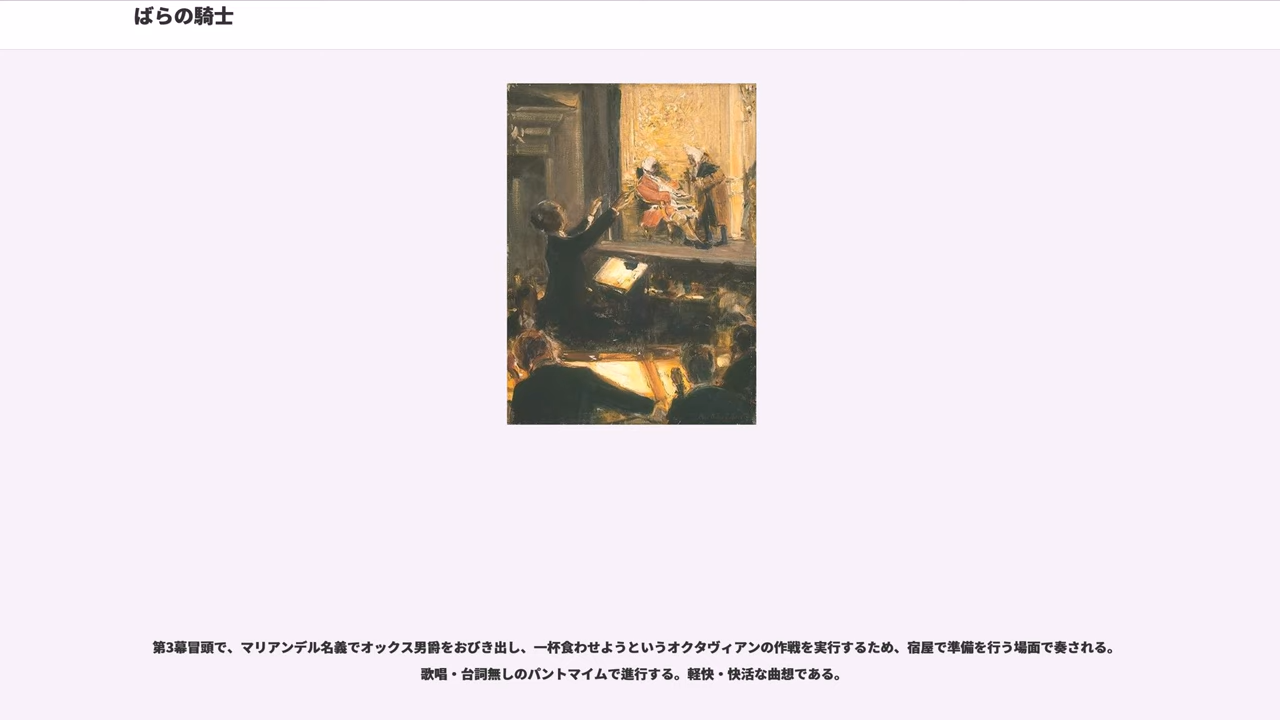 ばらの騎士
第3幕冒頭で、マリアンデル名義でオックス男爵をおびき出し、一杯食わせようというオクタヴィアンの作戦を実行するため、宿屋で準備を行う場面で奏される。
歌唱・台詞無しのパントマイムで進行する。軽快・快活な曲想である。